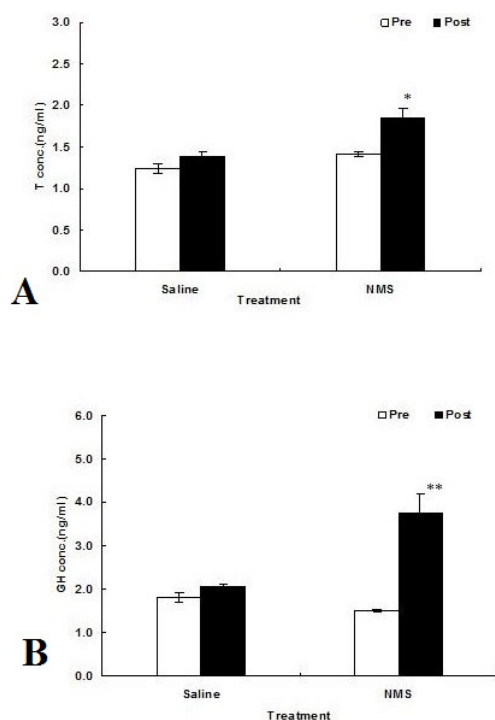 3.0
Pre Post
2.5
2.0
*
1.5
1.0
0.5
0.0
T conc.(ng/ml)
A
Saline NMS
Treatment
6.0
Pre Post
5.0
4.0
**
3.0
2.0
1.0
0.0
GH conc.(ng/ml)
B
Saline NMS
Treatment